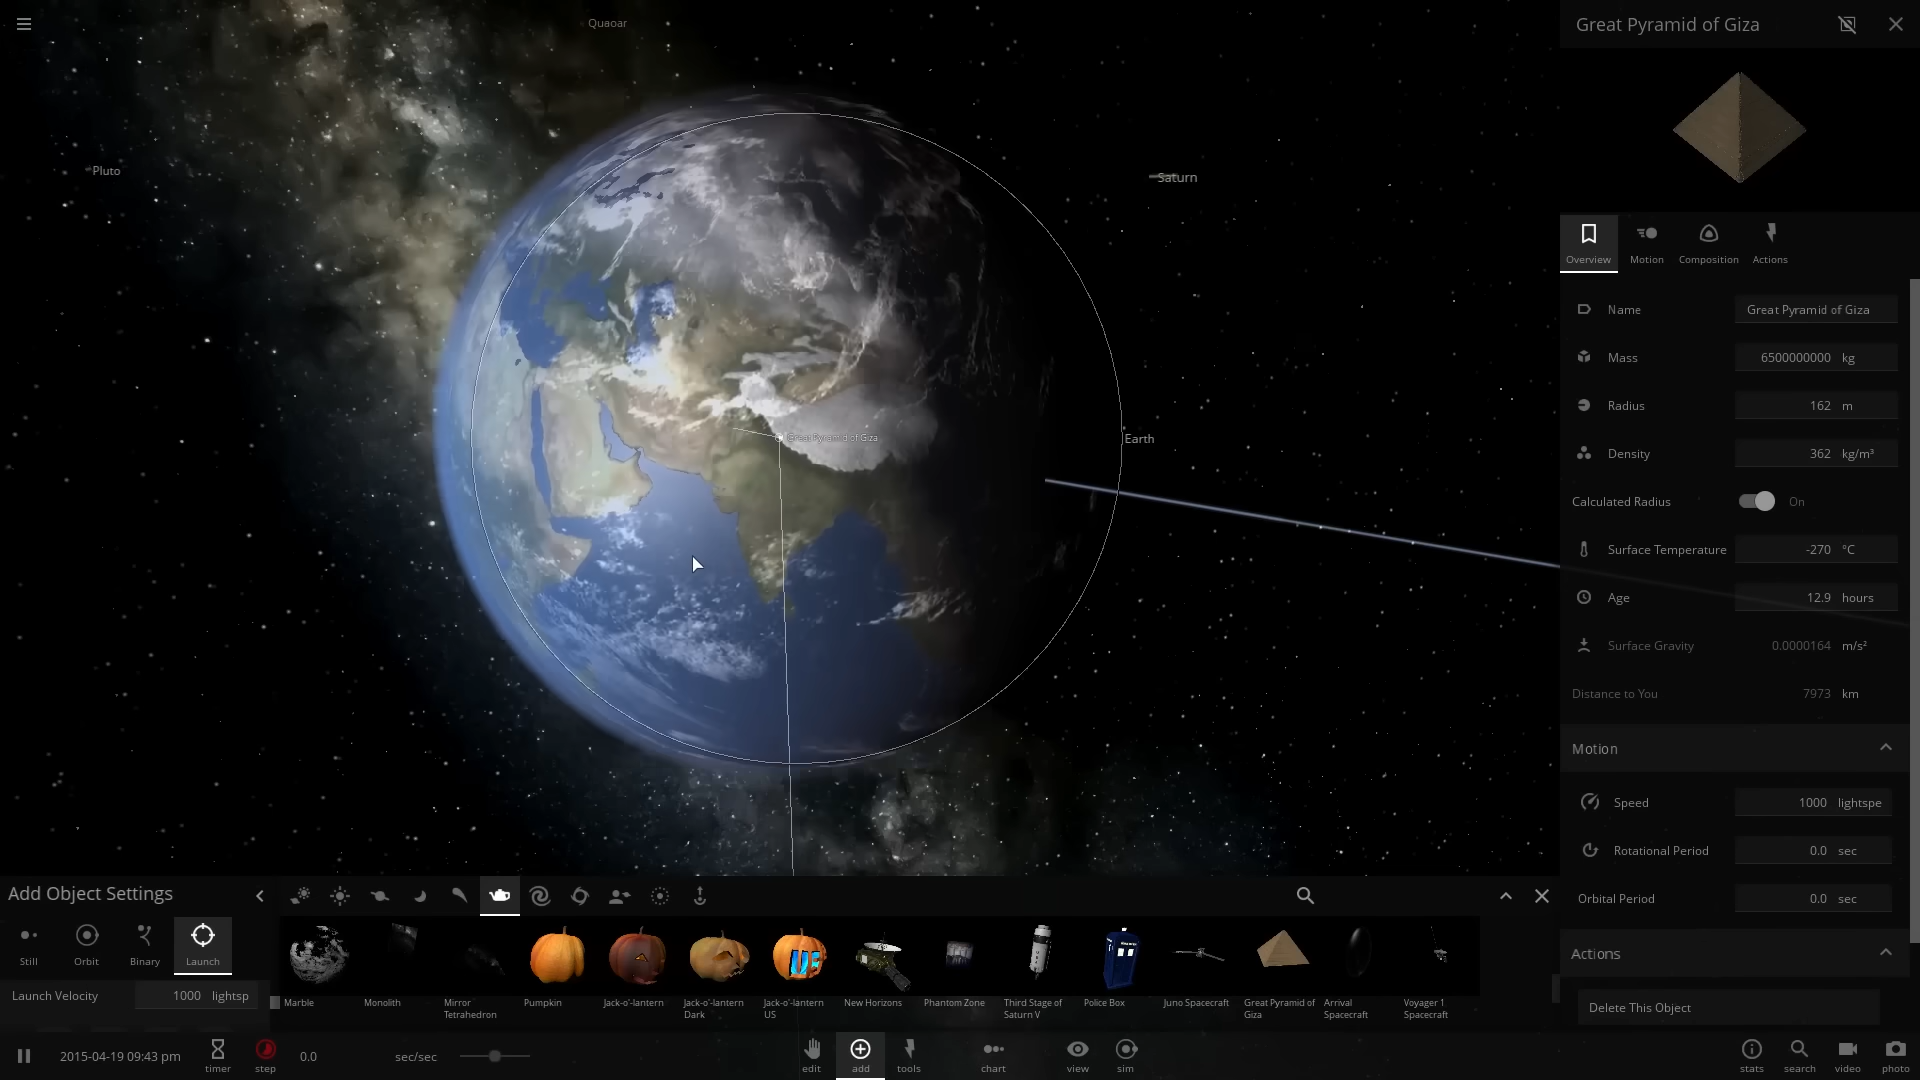 Quaoar
Great Pyramid of Giza
Pluto
Saturn
Overview
Motion
Composition
Actions
Name
Great Pyramid of Giza
Mass
6500000000 kg
Radius
162 m
Great Pyramid of Giza
Earth
Density
362 kg/m³
Calculated Radius
On
Surface Temperature
-270 °C
Age
12.9 hours
Surface Gravity
0.0000164 m/s²
Distance to You
7973 km
Motion
Speed
1000 lightspe
Rotational Period
0.0 sec
Orbital Period
0.0 sec
Actions
Delete This Object
Add Object Settings
Still
Orbit
Binary
Launch
Launch Velocity
1000 lightsp
Marble
Monolith
Mirror
Tetrahedron
Pumpkin
Jack-o'-lantern
Jack-o'-lantern
Dark
Jack-o'-lantern
US
New Horizons
Phantom Zone
Third Stage of
Saturn V
Police Box
Juno Spacecraft
Great Pyramid of
Giza
Arrival
Spacecraft
Voyager 1
Spacecraft
2015-04-19 09:43 pm
timer
step
0.0
sec/sec
edit
add
tools
chart
view
sim
stats
search
video
photo